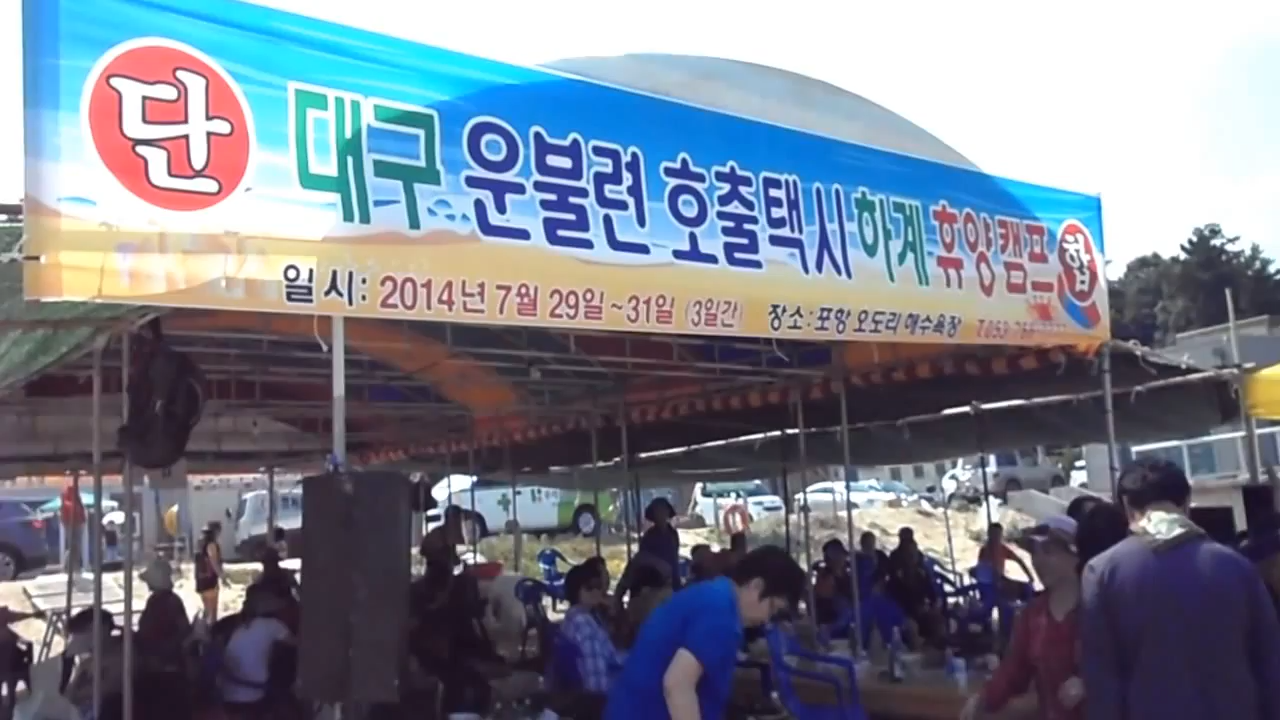 단 대구 운불련 호출택시 하계 휴양캠프 합
일시: 2014년 7월 29일~31일 (3일간) 장소: 포항 오도리 해수욕장